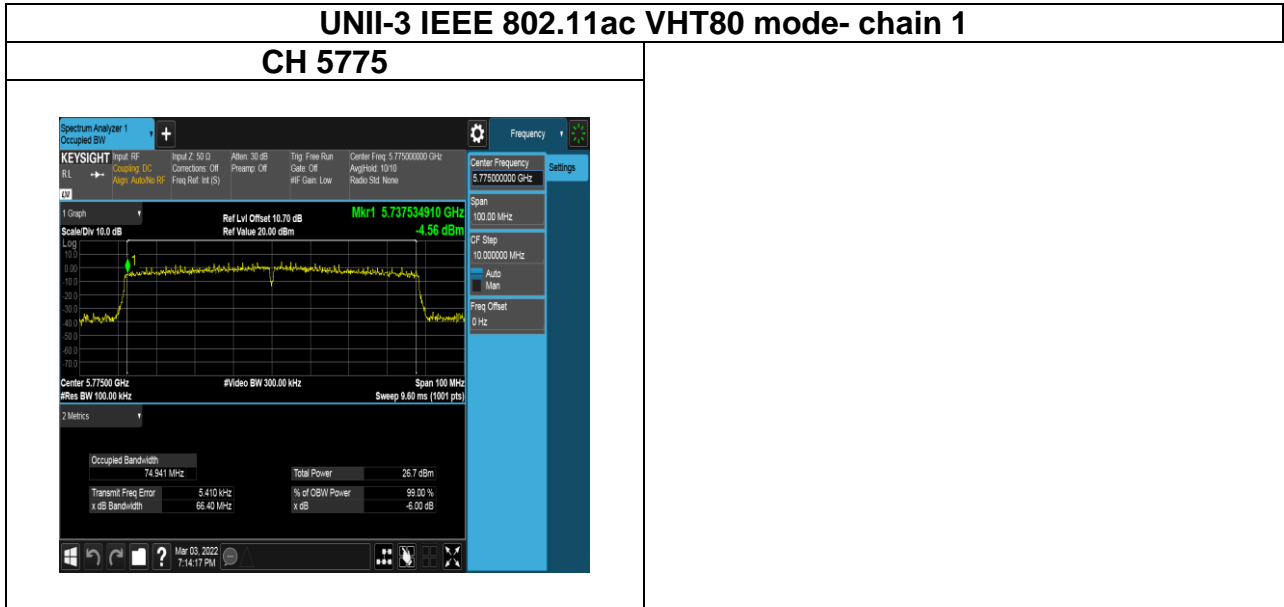 UNII-3 IEEE 802.11ac VHT80 mode- chain 1
CH 5775
Spectrum Analyzer 1
Occupied BW
+
Frequency
KEYSIGHT
R L
LXI
Input: RF
Coupling: DC
Align: Auto/No RF
Input Z: 50 Ω
Corrections: Off
Freq Ref: Int (S)
Atten: 30 dB
Preamp: Off
Trig: Free Run
Gate: Off
#IF Gain: Low
Center Freq: 5.775000000 GHz
Avg|Hold: 10/10
Radio Std: None
Center Frequency
5.775000000 GHz
Settings
Span
100.00 MHz
CF Step
10.000000 MHz
Auto
Man
Freq Offset
0 Hz
1 Graph
Scale/Div 10.0 dB
Ref Lvl Offset 10.70 dB
Ref Value 20.00 dBm
Mkr1 5.737534910 GHz
-4.56 dBm
Log
10.0
0.00
-10.0
-20.0
-30.0
-40.0
-50.0
-60.0
-70.0
1
Center 5.77500 GHz
#Video BW 300.00 kHz
Span 100 MHz
#Res BW 100.00 kHz
Sweep 9.60 ms (1001 pts)
2 Metrics
Occupied Bandwidth
74.941 MHz
Total Power 26.7 dBm
Transmit Freq Error 5.410 kHz
% of OBW Power 99.00 %
x dB Bandwidth 66.40 MHz
x dB -6.00 dB
?
Mar 03, 2022
7:14:17 PM